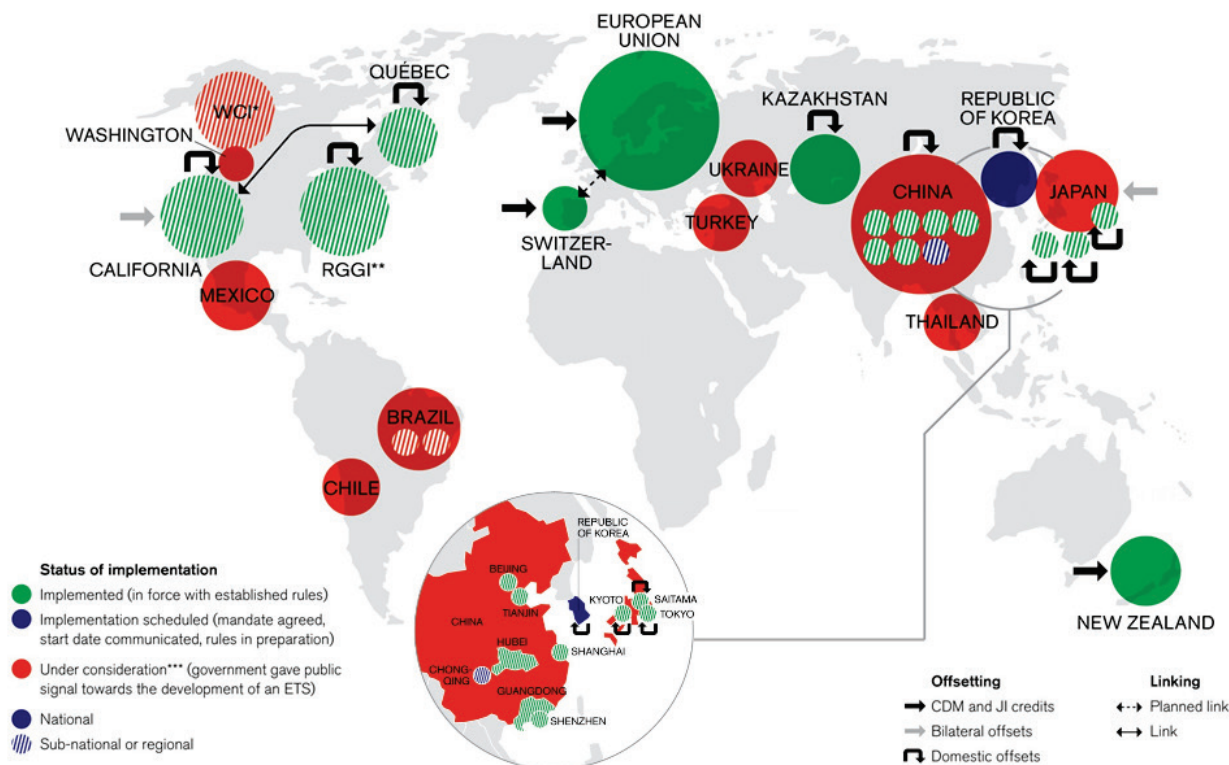 EUROPEAN
UNION
QUÉBEC
WCI*
WASHINGTON
KAZAKHSTAN
REPUBLIC
OF KOREA
UKRAINE
CHINA
JAPAN
TURKEY
SWITZER-
LAND
CALIFORNIA
RGGI**
MEXICO
THAILAND
BRAZIL
CHILE
NEW ZEALAND
REPUBLIC
OF KOREA
BEIJING
TIANJIN
CHINA
HUBEI
SHANGHAI
CHONG
QING
GUANGDONG
SHENZHEN
KYOTO
SAITAMA
TOKYO
Status of implementation
Implemented (in force with established rules)
Implementation scheduled (mandate agreed,
start date communicated, rules in preparation)
Under consideration*** (government gave public
signal towards the development of an ETS)
National
Sub-national or regional
Offsetting
CDM and JI credits
Bilateral offsets
Domestic offsets
Linking
Planned link
Link